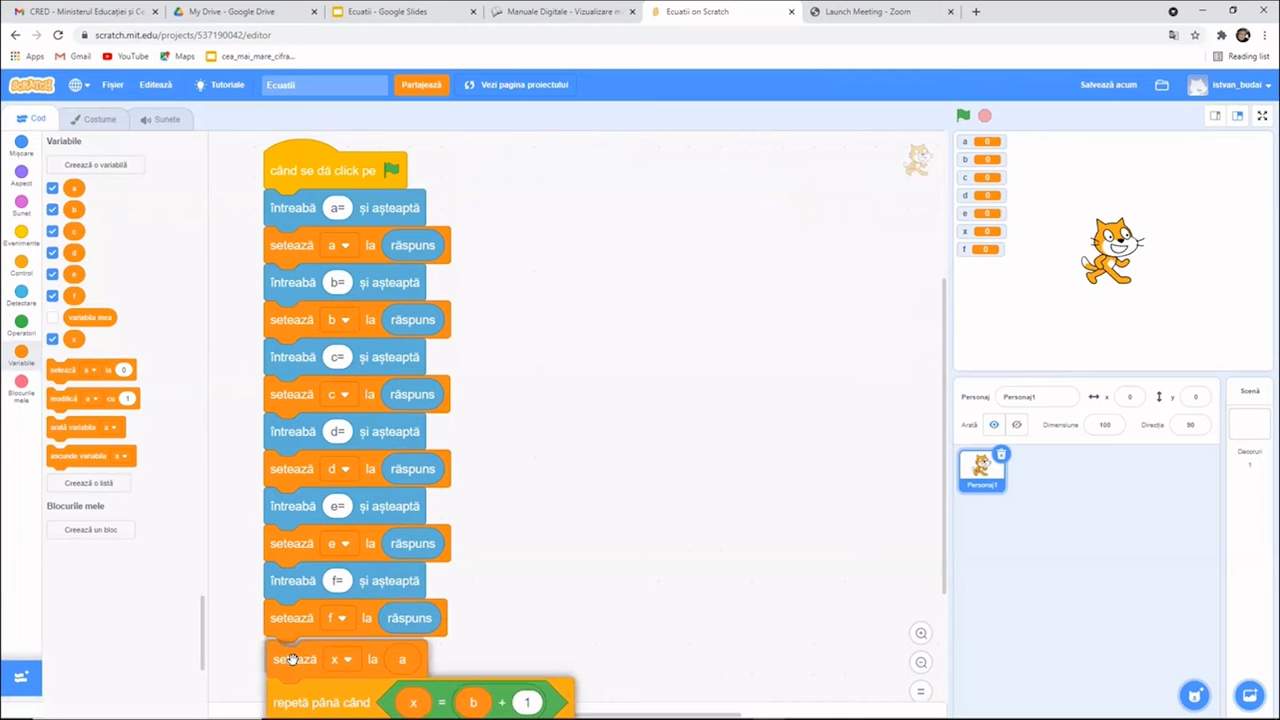 CRED - Ministerul Educației și Ce
My Drive - Google Drive
Ecuatii - Google Slides
Manuale Digitale - Vizualizare m
Ecuatii on Scratch
Launch Meeting - Zoom
scratch.mit.edu/projects/537190042/editor
Apps
Gmail
YouTube
Maps
cea_mai_mare_cifra...
Reading list
SCRATCH
Fișier
Editează
Tutoriale
Ecuatii
Partajează
Vezi pagina proiectului
Salvează acum
istvan_budai
Cod
Costume
Sunete
Mișcare
Aspect
Sunet
Evenimente
Control
Detectare
Operatori
Variabile
Blocurile mele
Variabile
Creează o variabilă
a
b
c
d
e
f
variabila mea
x
setează a la 0
modifică a cu 1
arată variabila a
ascunde variabila a
Creează o listă
Blocurile mele
Creează un bloc
când se dă click pe
întreabă a= și așteaptă
setează a la răspuns
întreabă b= și așteaptă
setează b la răspuns
întreabă c= și așteaptă
setează c la răspuns
întreabă d= și așteaptă
setează d la răspuns
întreabă e= și așteaptă
setează e la răspuns
întreabă f= și așteaptă
setează f la răspuns
setează x la a
repetă până când x = b + 1
a 0
b 0
c 0
d 0
e 0
x 0
f 0
Personaj Personaj1 x 0 y 0
Arată Dimensiune 100 Direcția 90
Personaj1
Scenă
Decoruri
1